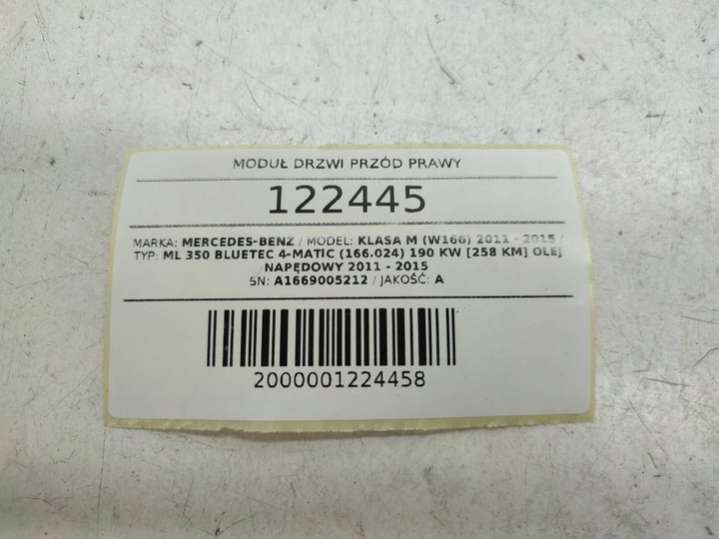 MODUŁ DRZWI PRZÓD PRAWY
122445
MARKA: MERCEDES-BENZ / MODEL: KLASA M (W166) 2011 - 2015 /
TYP: ML 350 BLUETEC 4-MATIC (166.024) 190 KW [258 KM] OLEJ
NAPĘDOWY 2011 - 2015
SN: A1669005212 / JAKOŚĆ: A
2000001224458